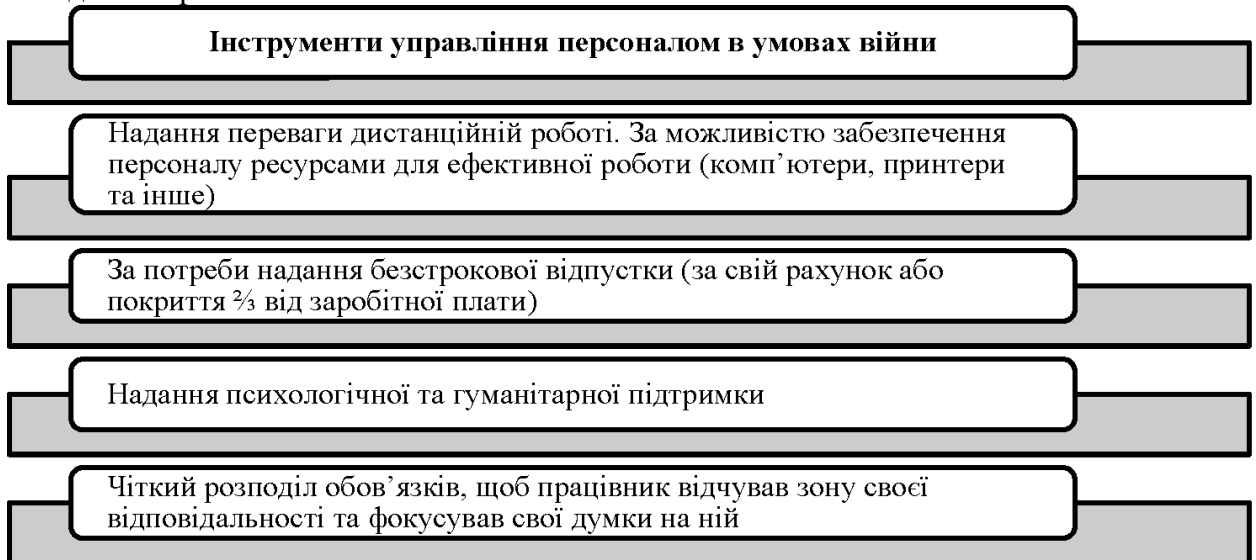 Інструменти управління персоналом в умовах війни
Надання переваги дистанційній роботі. За можливістю забезпечення
персоналу ресурсами для ефективної роботи (комп’ютери, принтери
та інше)
За потреби надання безстрокової відпустки (за свій рахунок або
покриття ⅔ від заробітної плати)
Надання психологічної та гуманітарної підтримки
Чіткий розподіл обов’язків, щоб працівник відчував зону своєї
відповідальності та фокусував свої думки на ній